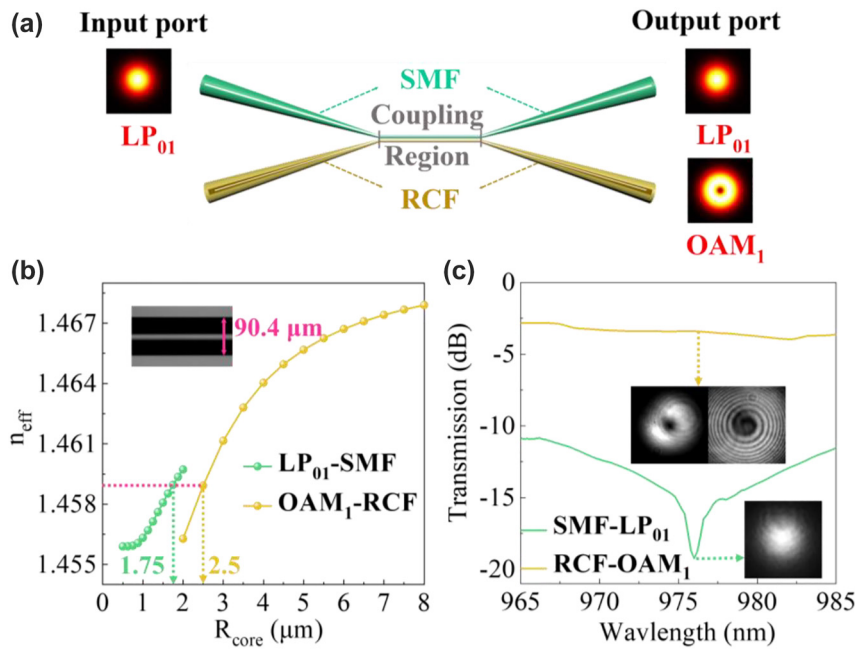 (a)
Input port
Output port
LP01
SMF
Coupling
Region
RCF
LP01
OAM1
(b)
1.467
1.464
1.461
1.458
1.455
neff
90.4 μm
LP01-SMF
OAM1-RCF
1.75
2.5
0 1 2 3 4 5 6 7 8
Rcore (μm)
(c)
0
-5
-10
-15
-20
Transmission (dB)
SMF-LP01
RCF-OAM1
965 970 975 980 985
Wavlength (nm)